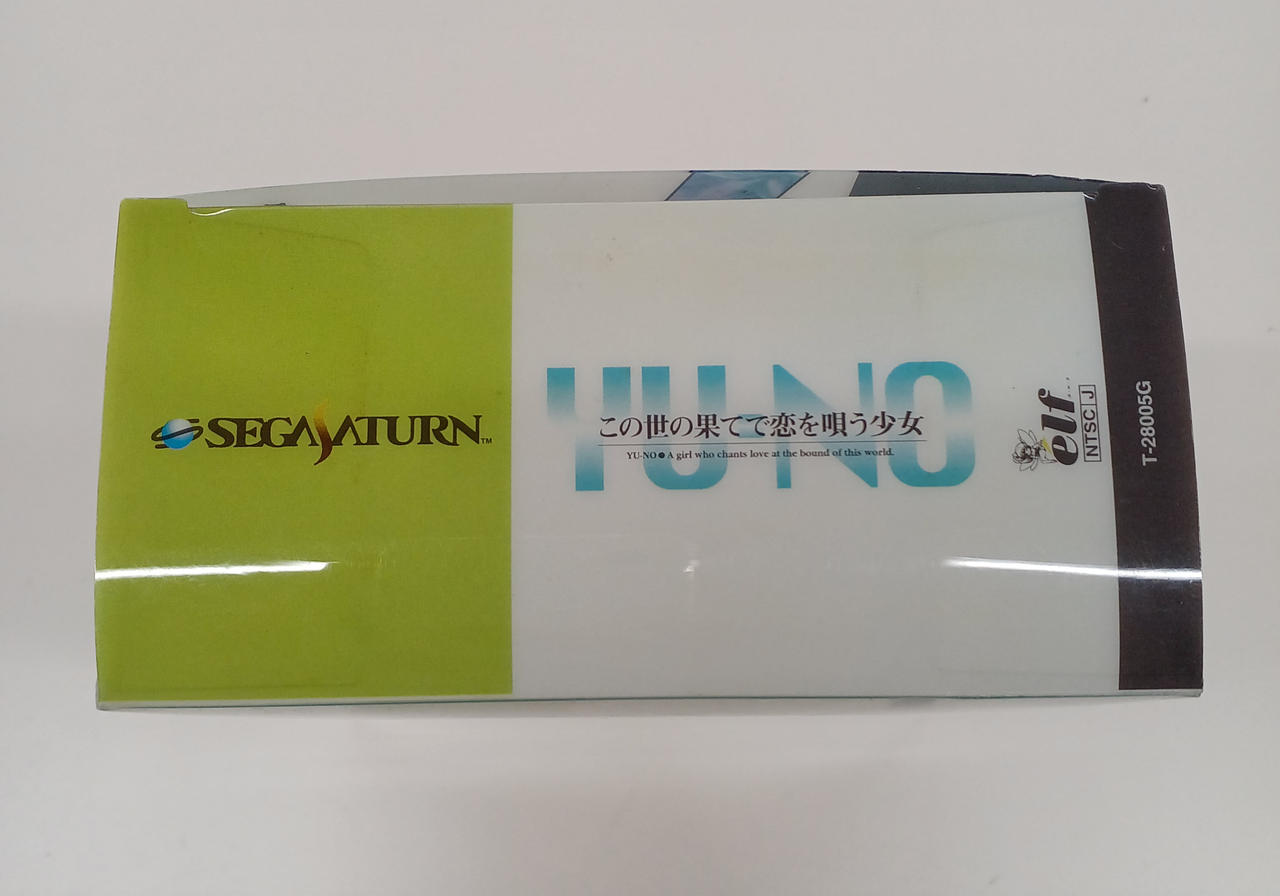 SEGA SATURN™
YU-NO
この世の果てで恋を唄う少女
YU-NO●A girl who chants love at the bound of this world.
elf
NTSC J
T-28005G